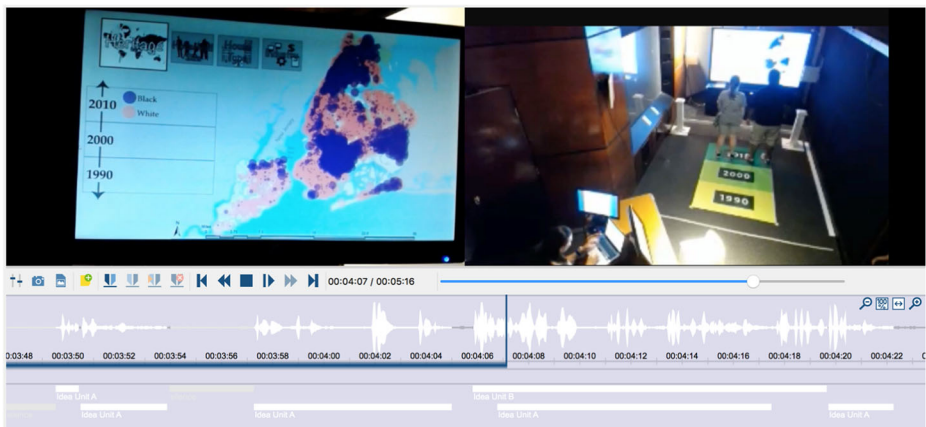 Heritage
House
Types
2010
Black
White
2000
1990
2000
1990
00:04:07 / 00:05:16
0:03:48 00:03:50 00:03:52 00:03:54 00:03:56 00:03:58 00:04:00 00:04:02 00:04:04 00:04:06 00:04:08 00:04:10 00:04:12 00:04:14 00:04:16 00:04:18 00:04:20 00:04:22
Idea Unit A
Idea Unit B
Idea Unit A
Idea Unit A
Idea Unit A
Idea Unit A